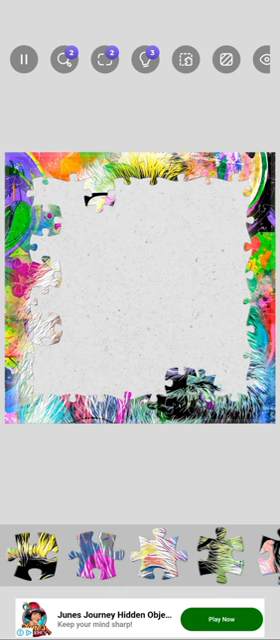 2
2
3
Junes Journey Hidden Obje...
Keep your mind sharp!
Play Now